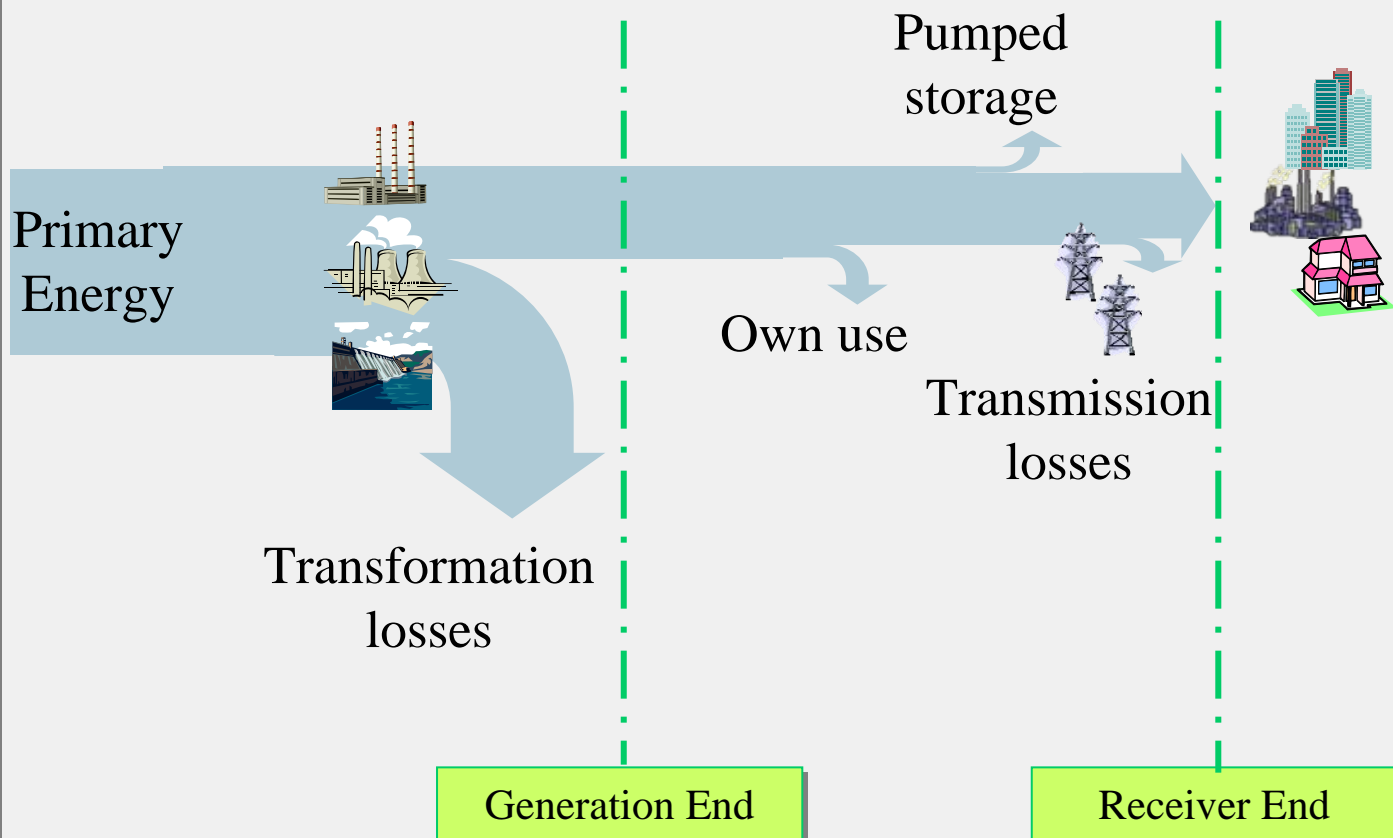 Pumped
storage
Primary
Energy
Own use
Transmission
losses
Transformation
losses
Generation End
Receiver End